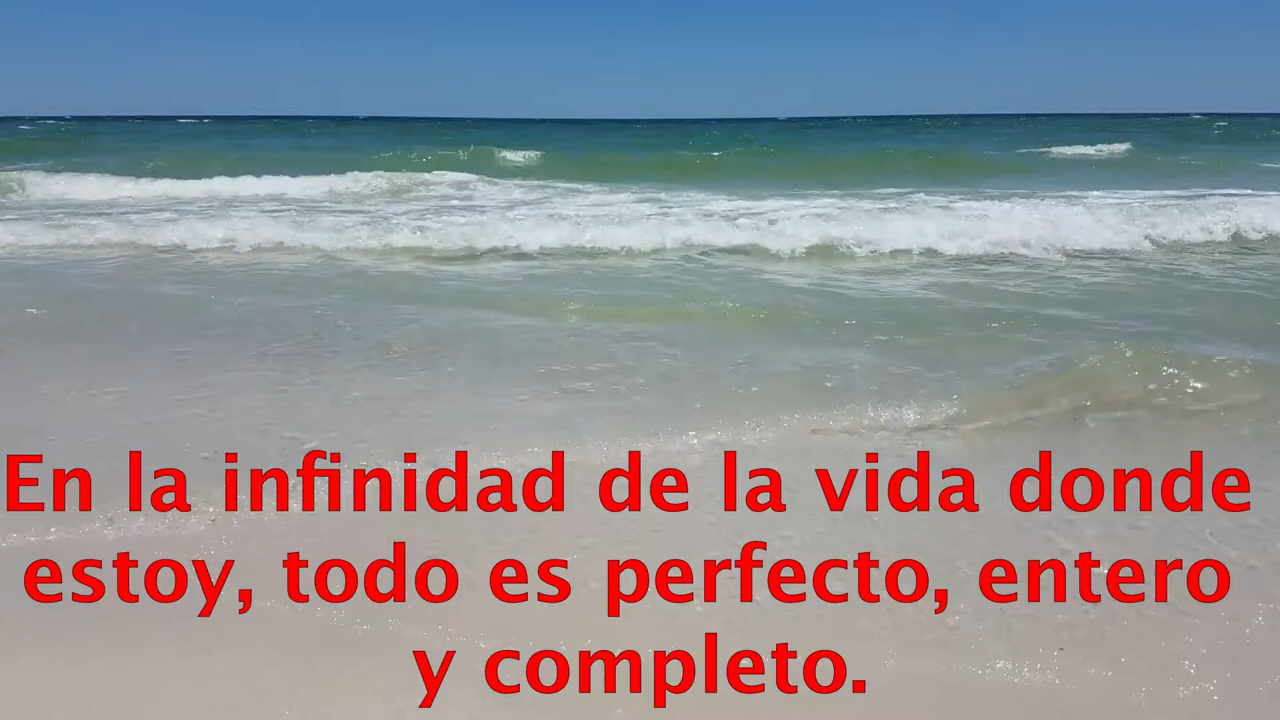 En la infinidad de la vida donde
estoy, todo es perfecto, entero
y completo.